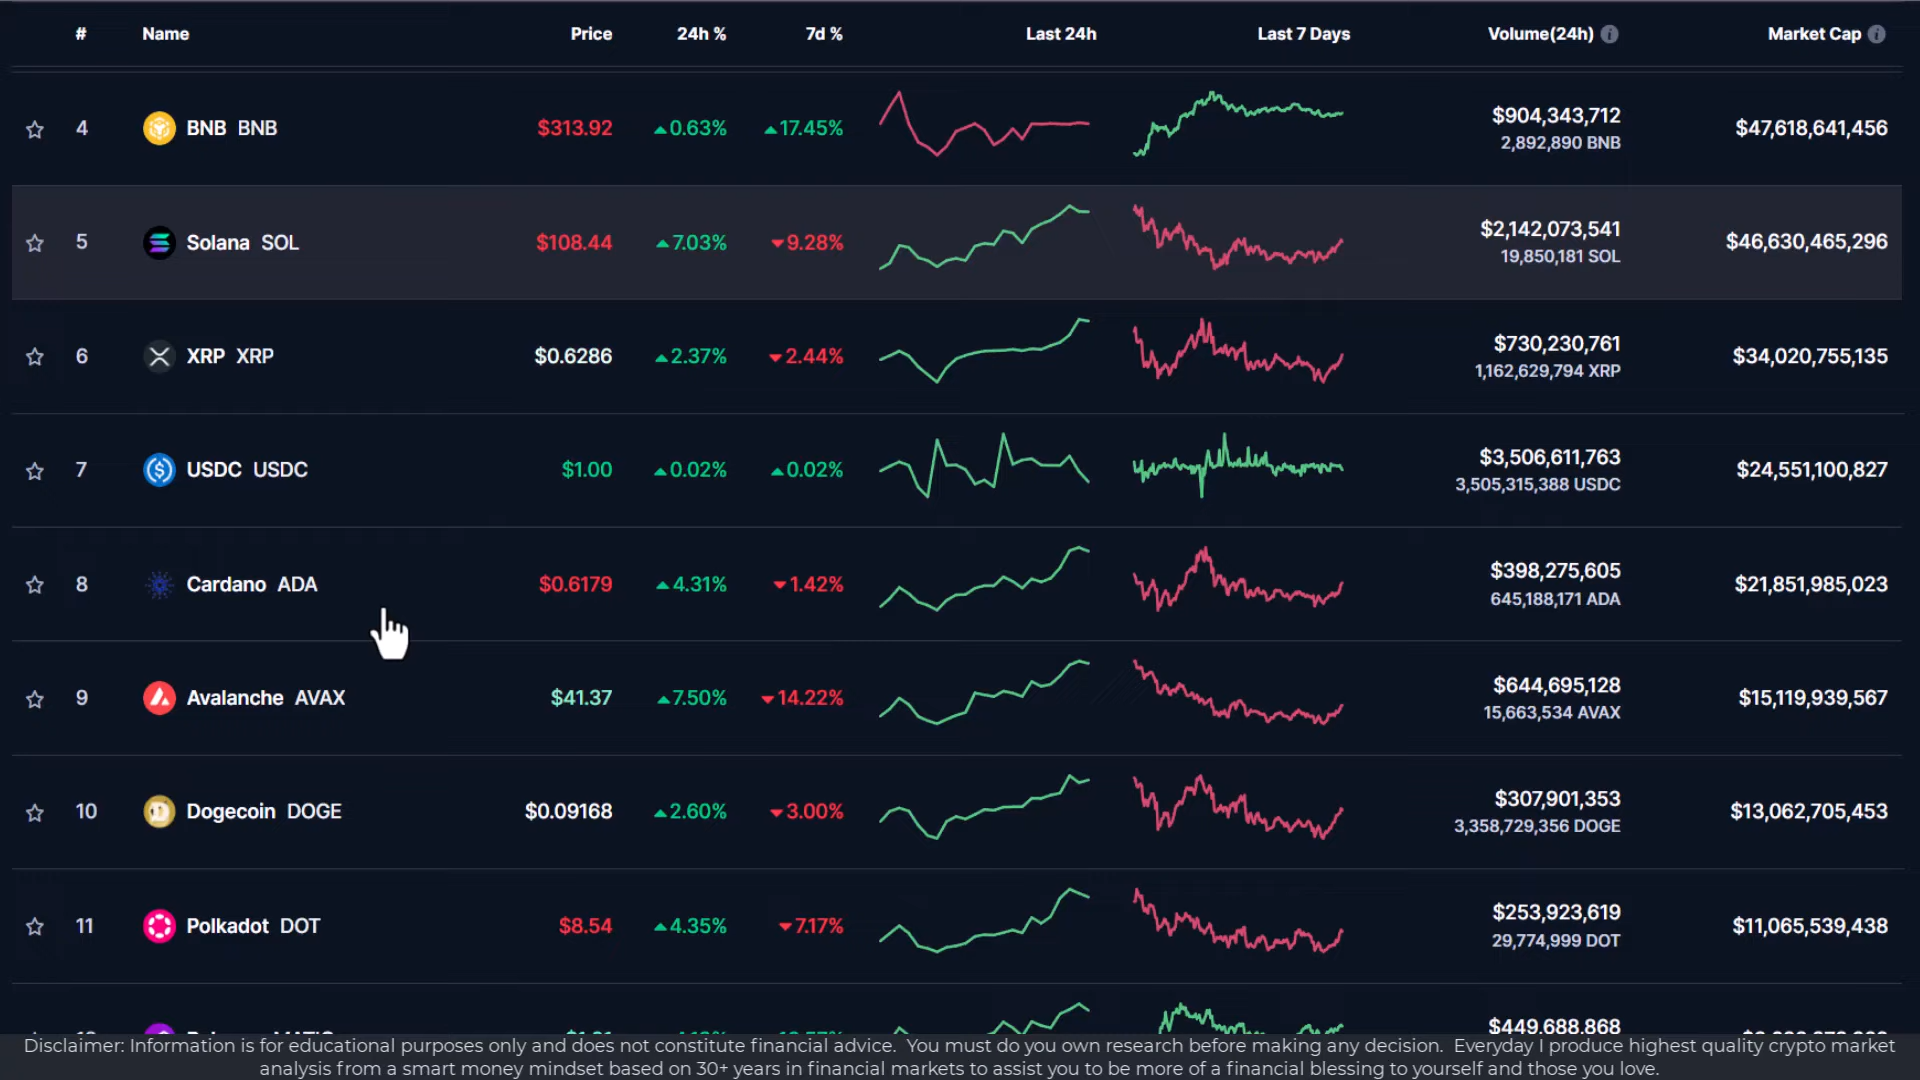 # Name Price 24h % 7d % Last 24h Last 7 Days Volume(24h) Market Cap
4 BNB BNB $313.92 0.63% 17.45% $904,343,712 $47,618,641,456
2,892,890 BNB
5 Solana SOL $108.44 7.03% 9.28% $2,142,073,541 $46,630,465,296
19,850,181 SOL
6 XRP XRP $0.6286 2.37% 2.44% $730,230,761 $34,020,755,135
1,162,629,794 XRP
7 USDC USDC $1.00 0.02% 0.02% $3,506,611,763 $24,551,100,827
3,505,315,388 USDC
8 Cardano ADA $0.6179 4.31% 1.42% $398,275,605 $21,851,985,023
645,188,171 ADA
9 Avalanche AVAX $41.37 7.50% 14.22% $644,695,128 $15,119,939,567
15,663,534 AVAX
10 Dogecoin DOGE $0.09168 2.60% 3.00% $307,901,353 $13,062,705,453
3,358,729,356 DOGE
11 Polkadot DOT $8.54 4.35% 7.17% $253,923,619 $11,065,539,438
29,774,999 DOT
$449,688,868
Disclaimer: Information is for educational purposes only and does not constitute financial advice. You must do you own research before making any decision. Everyday I produce highest quality crypto market
analysis from a smart money mindset based on 30+ years in financial markets to assist you to be more of a financial blessing to yourself and those you love.